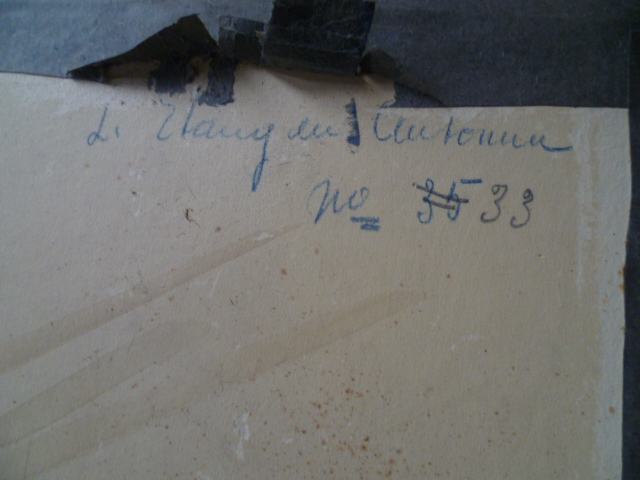 L'Etang en Automne
No 35 33